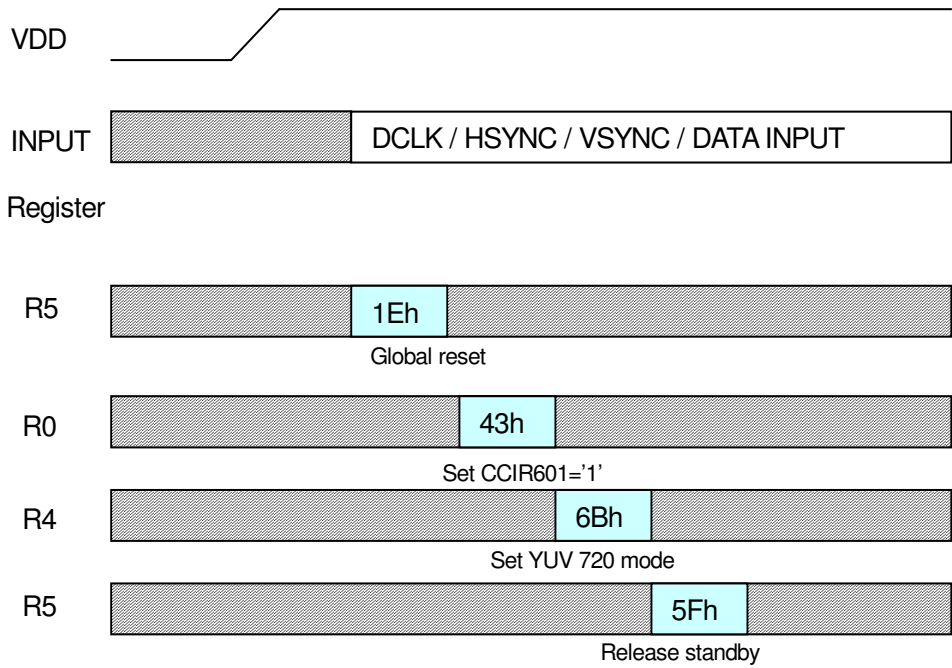 VDD
INPUT DCLK / HSYNC / VSYNC / DATA INPUT
Register
R5 1Eh
Global reset
R0 43h
Set CCIR601='1'
R4 6Bh
Set YUV 720 mode
R5 5Fh
Release standby